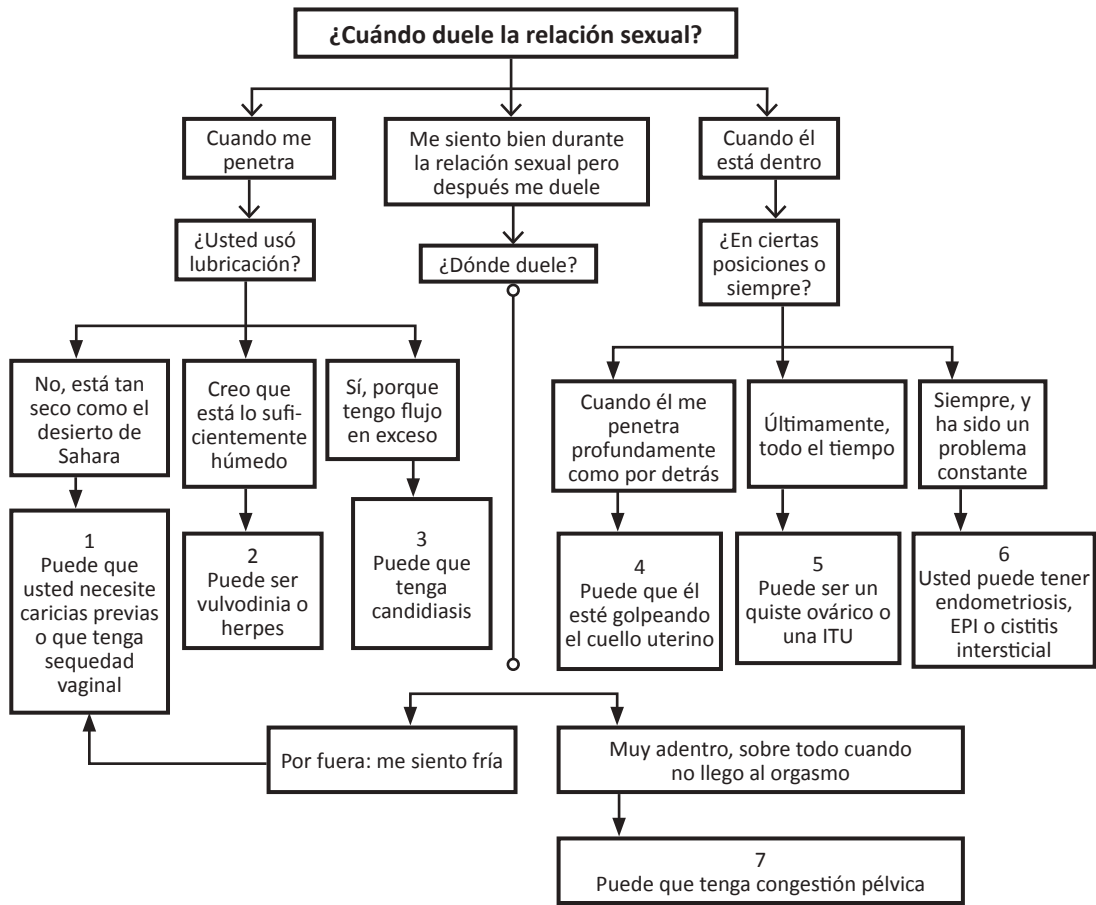 ¿Cuándo duele la relación sexual?
Cuando me
penetra
Me siento bien durante
la relación sexual pero
después me duele
Cuando él
está dentro
¿Usted usó
lubricación?
¿Dónde duele?
¿En ciertas
posiciones o
siempre?
No, está tan
seco como el
desierto de
Sahara
Creo que
está lo sufi-
cientemente
húmedo
Sí, porque
tengo flujo
en exceso
Cuando él me
penetra
profundamente
como por detrás
Últimamente,
todo el tiempo
Siempre, y
ha sido un
problema
constante
1
Puede que
usted necesite
caricias previas
o que tenga
sequedad
vaginal
2
Puede ser
vulvodinia o
herpes
3
Puede que
tenga
candidiasis
4
Puede que él
esté golpeando
el cuello uterino
5
Puede ser un
quiste ovárico o
una ITU
6
Usted puede tener
endometriosis,
EPI o cistitis
intersticial
Por fuera: me siento fría
Muy adentro, sobre todo cuando
no llego al orgasmo
7
Puede que tenga congestión pélvica